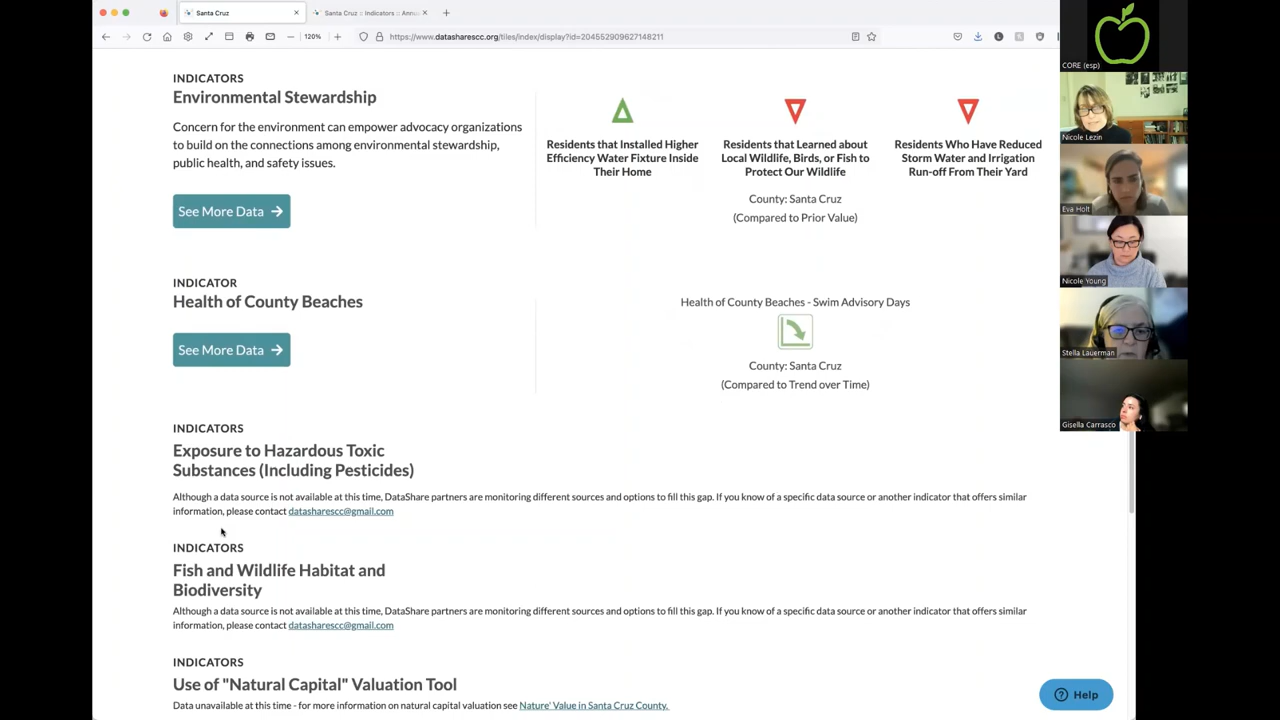 Santa Cruz
Santa Cruz :: Indicators :: Annu
120%
https://www.datasharescc.org/tiles/index/display?id=204552909627148211
INDICATORS
Environmental Stewardship
Concern for the environment can empower advocacy organizations
to build on the connections among environmental stewardship,
public health, and safety issues.
See More Data
Residents that Installed Higher
Efficiency Water Fixture Inside
Their Home
Residents that Learned about
Local Wildlife, Birds, or Fish to
Protect Our Wildlife
Residents Who Have Reduced
Storm Water and Irrigation
Run-off From Their Yard
County: Santa Cruz
(Compared to Prior Value)
INDICATOR
Health of County Beaches
See More Data
Health of County Beaches - Swim Advisory Days
County: Santa Cruz
(Compared to Trend over Time)
INDICATORS
Exposure to Hazardous Toxic
Substances (Including Pesticides)
Although a data source is not available at this time, DataShare partners are monitoring different sources and options to fill this gap. If you know of a specific data source or another indicator that offers similar
information, please contact datasharescc@gmail.com
INDICATORS
Fish and Wildlife Habitat and
Biodiversity
Although a data source is not available at this time, DataShare partners are monitoring different sources and options to fill this gap. If you know of a specific data source or another indicator that offers similar
information, please contact datasharescc@gmail.com
INDICATORS
Use of "Natural Capital" Valuation Tool
Data unavailable at this time - for more information on natural capital valuation see Nature' Value in Santa Cruz County.
Help
CORE (esp)
Nicole Lezin
Eva Holt
Nicole Young
Stella Lauerman
Gisella Carrasco